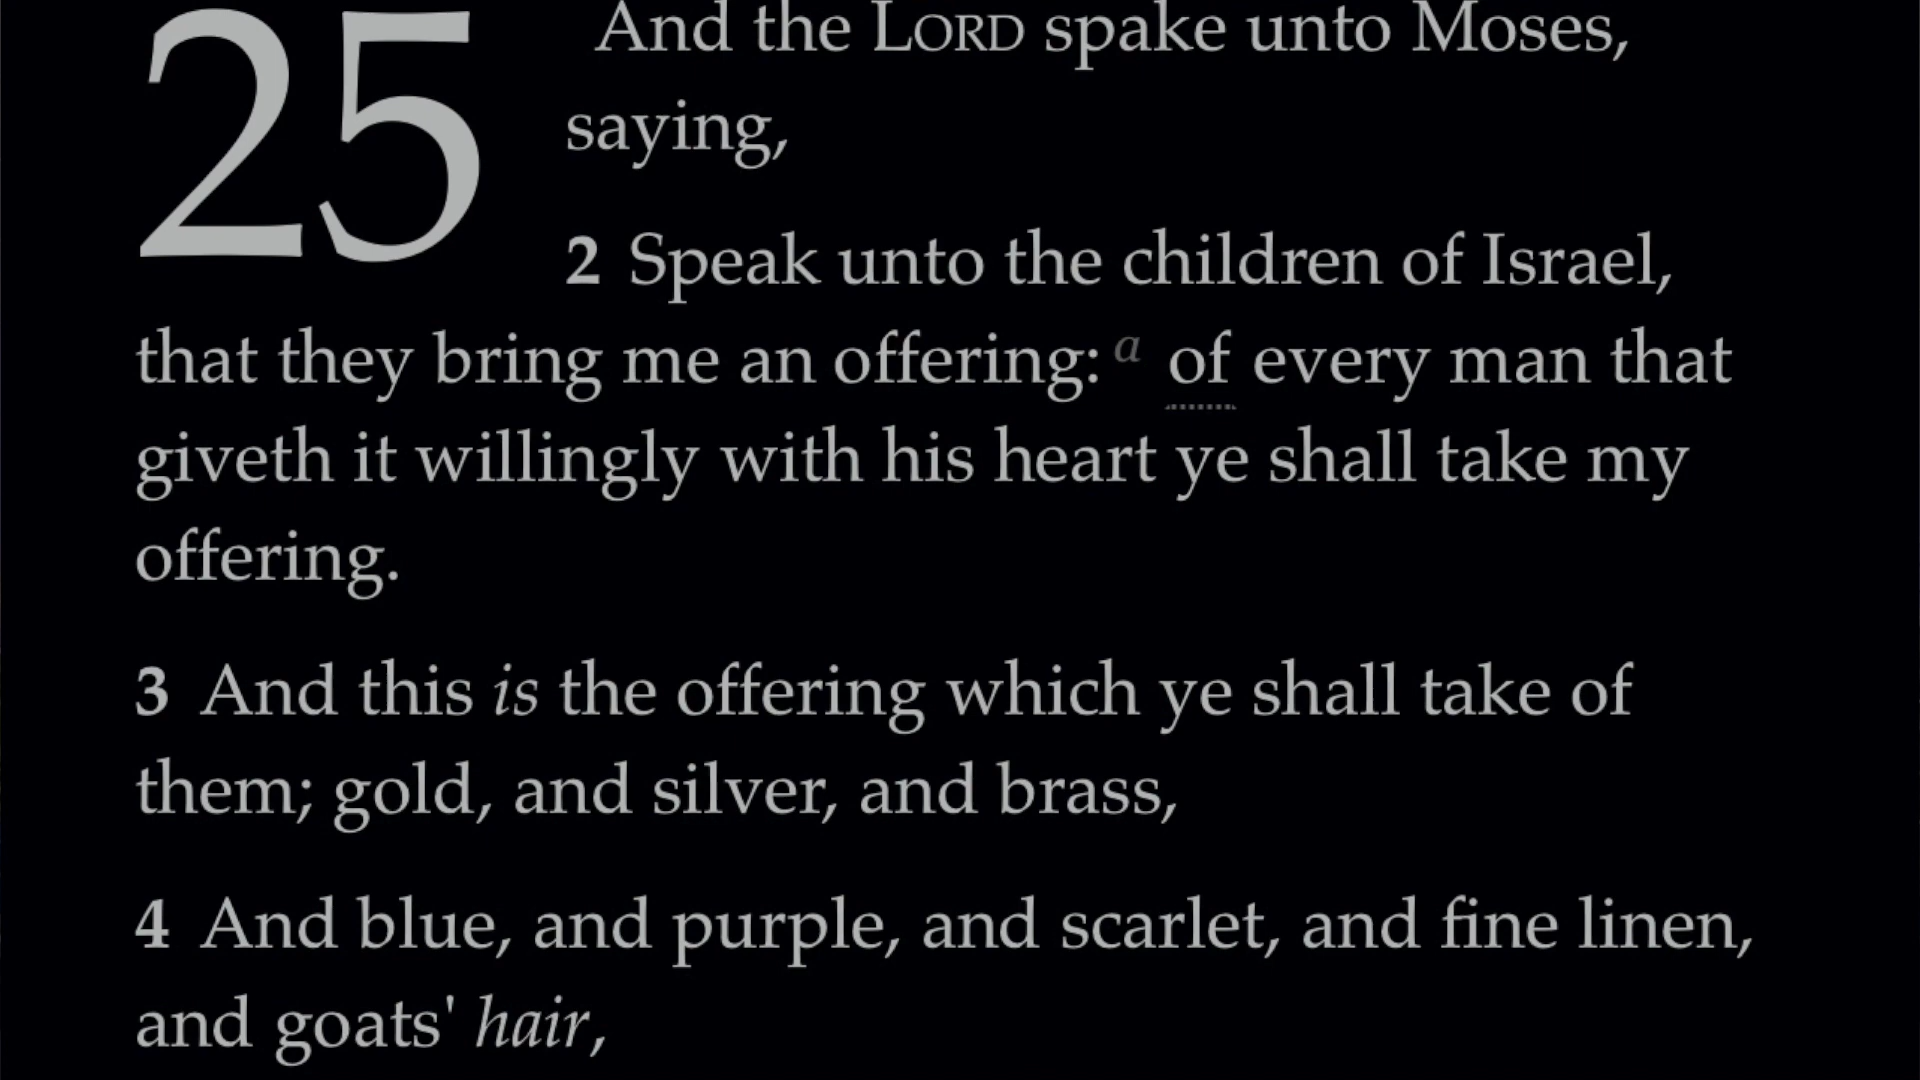 25 And the LORD spake unto Moses,
saying,
2 Speak unto the children of Israel,
that they bring me an offering: a of every man that
giveth it willingly with his heart ye shall take my
offering.
3 And this is the offering which ye shall take of
them; gold, and silver, and brass,
4 And blue, and purple, and scarlet, and fine linen,
and goats' hair,